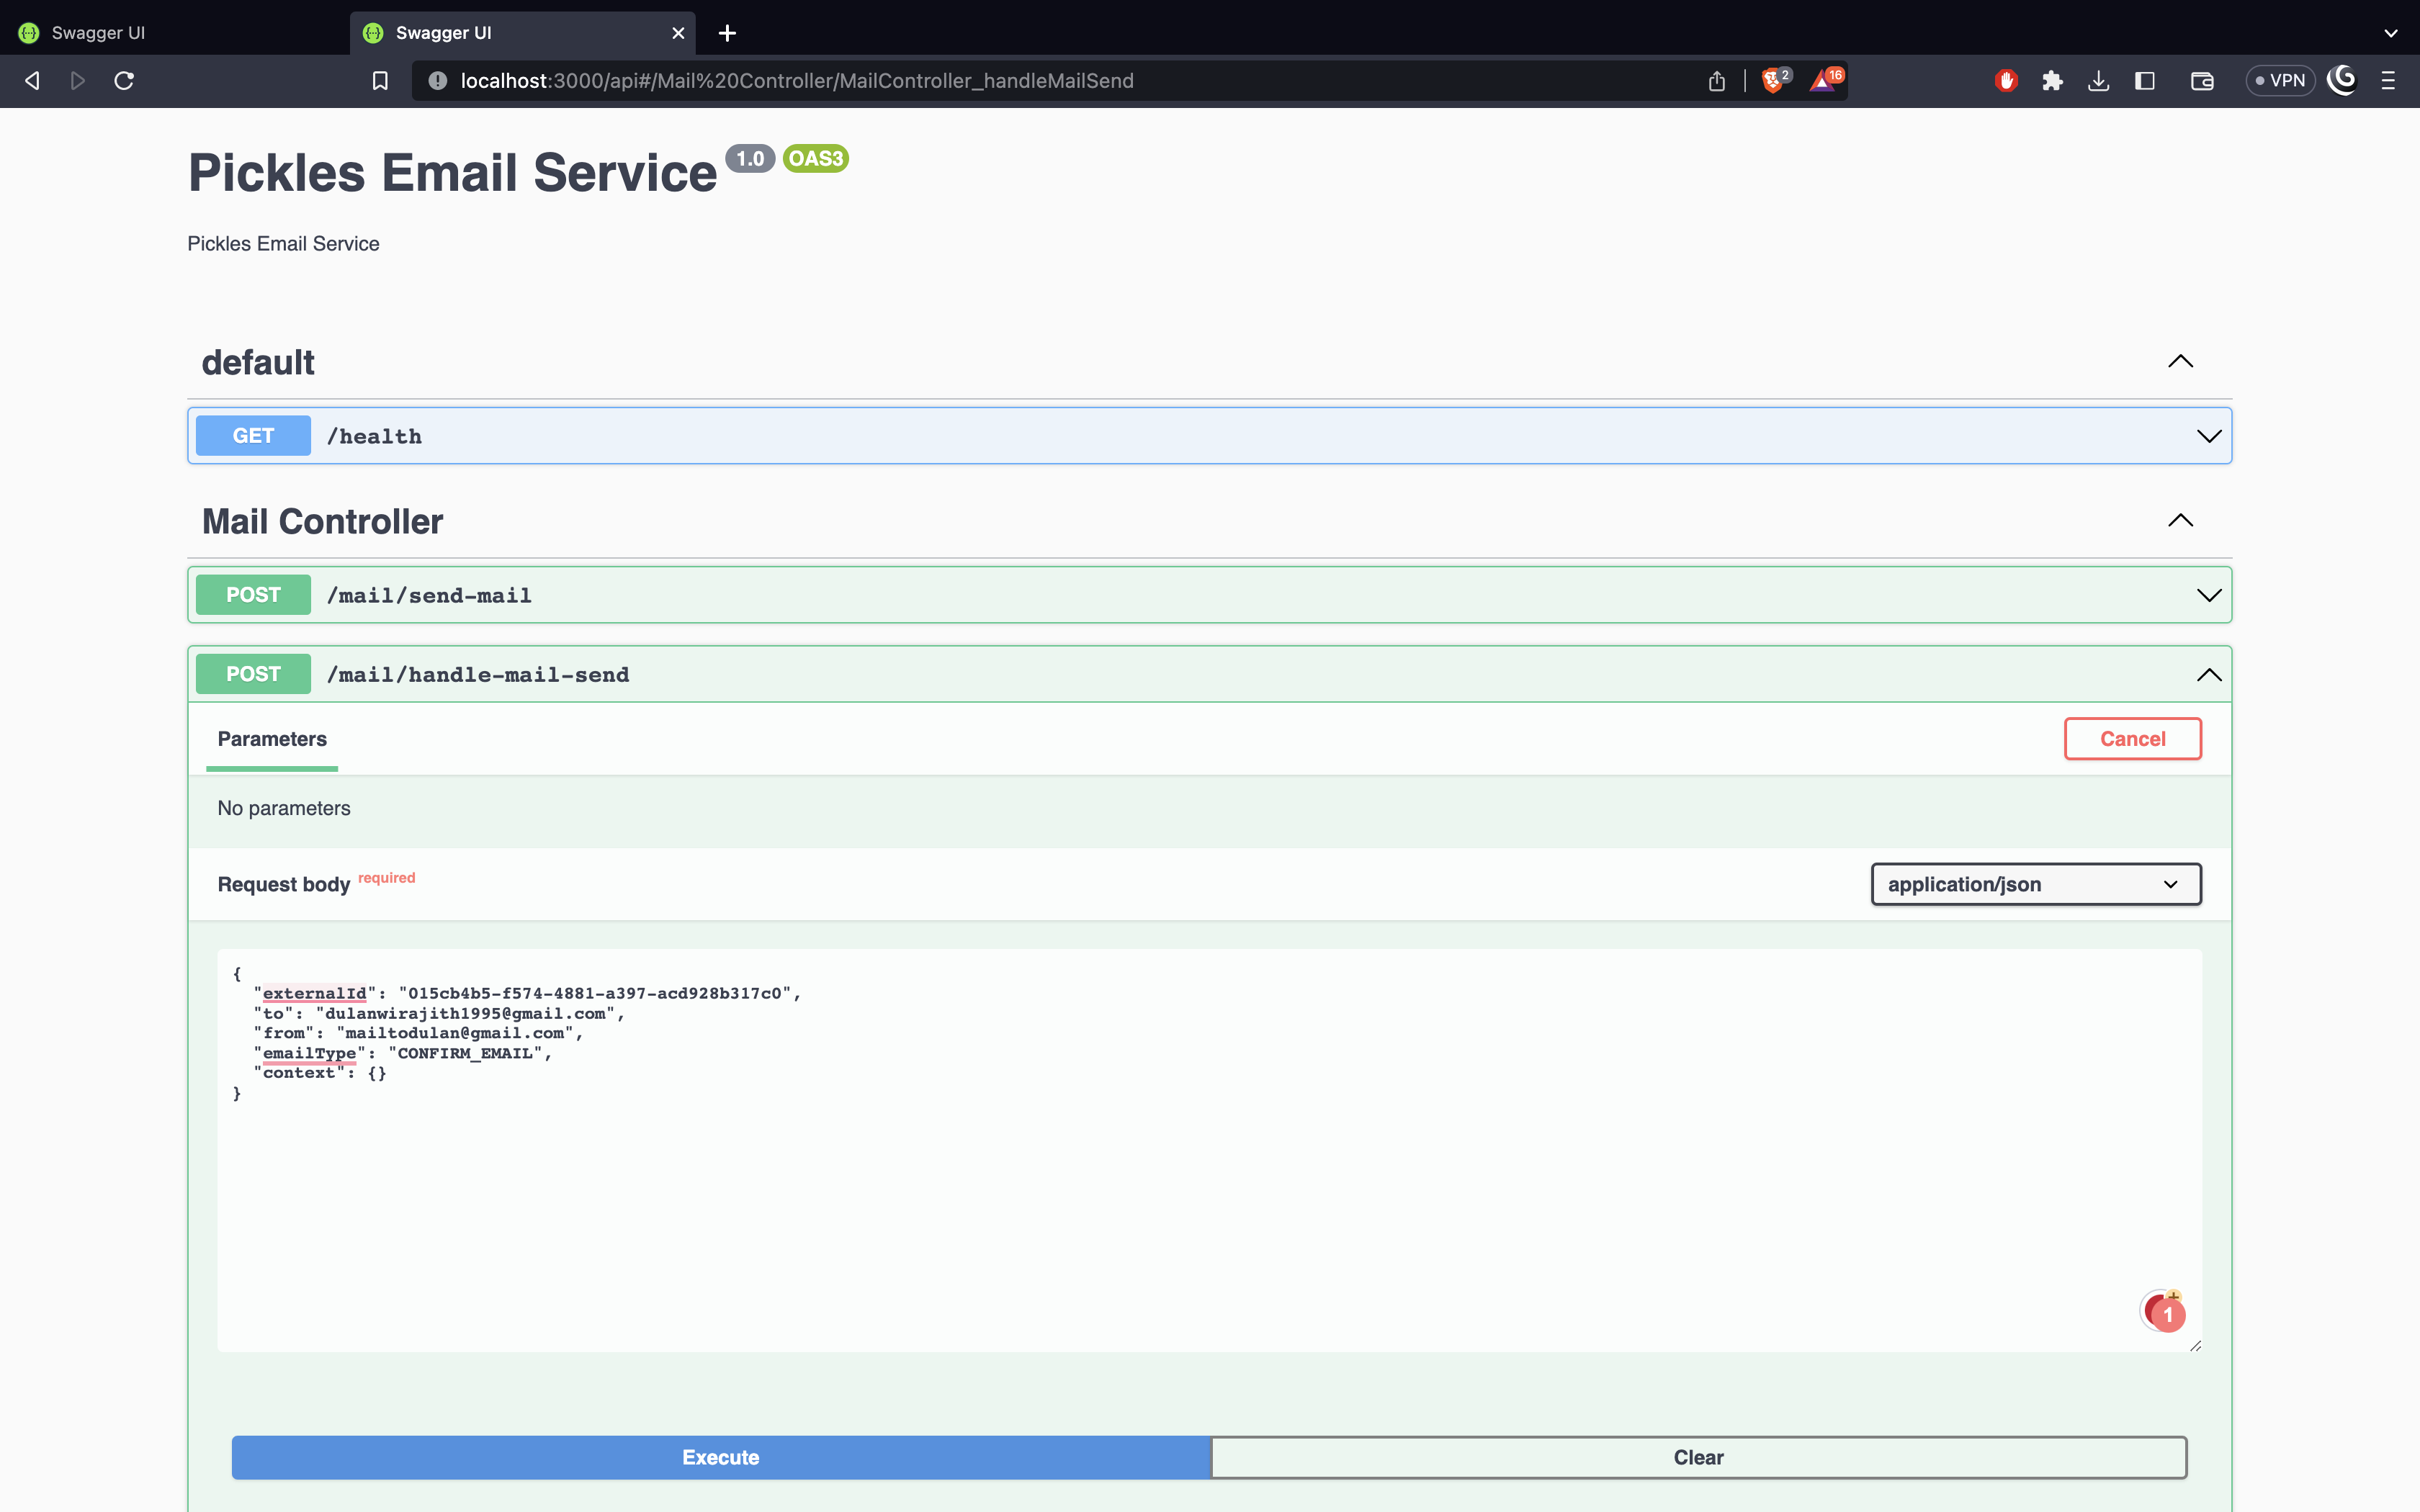 Swagger UI
Swagger UI
localhost:3000/api#/Mail%20Controller/MailController_handleMailSend
2
16
VPN
Pickles Email Service 1.0 OAS3
Pickles Email Service
default
GET /health
Mail Controller
POST /mail/send-mail
POST /mail/handle-mail-send
Parameters
Cancel
No parameters
Request body required
application/json
{
"externalId": "015cb4b5-f574-4881-a397-acd928b317c0",
"to": "dulanwirajith1995@gmail.com",
"from": "mailtodulan@gmail.com",
"emailType": "CONFIRM_EMAIL",
"context": {}
}
1
Execute
Clear